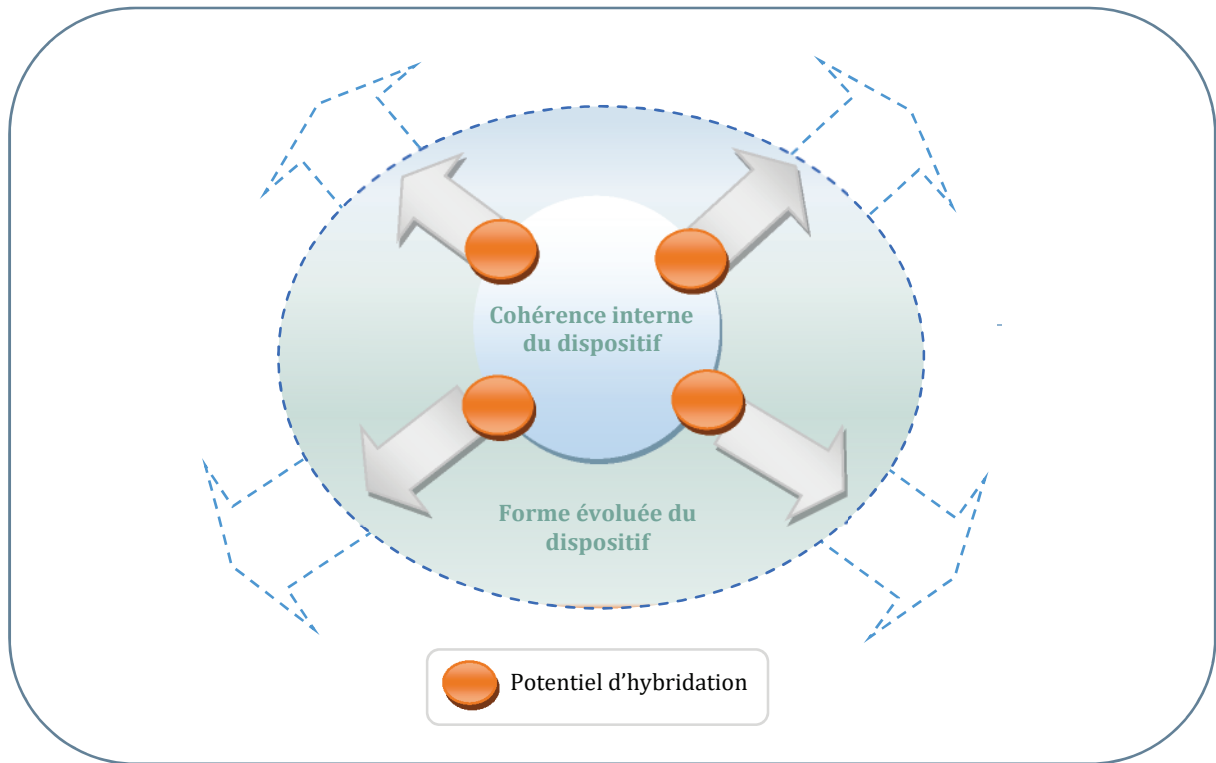 Cohérence interne
du dispositif
Forme évoluée du
dispositif
Potentiel d’hybridation